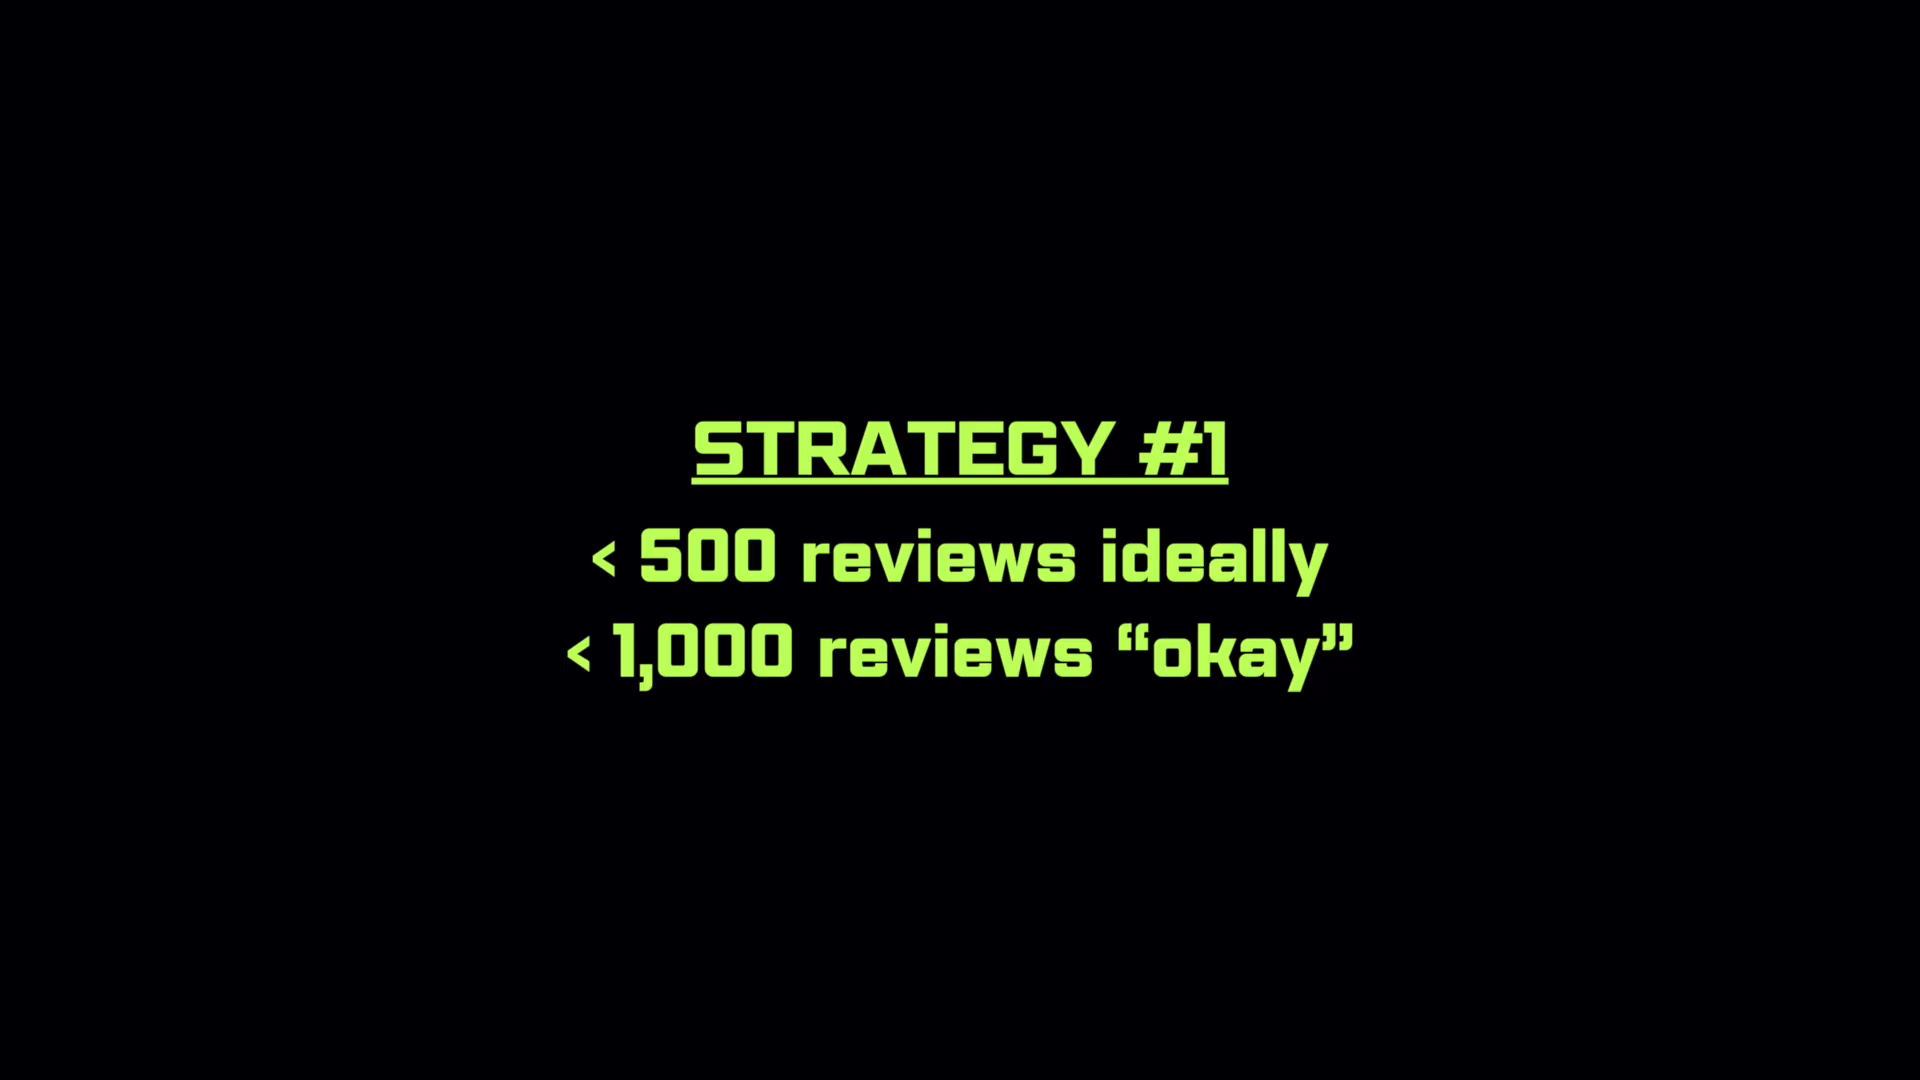 STRATEGY #1
< 500 reviews ideally
< 1,000 reviews “okay”